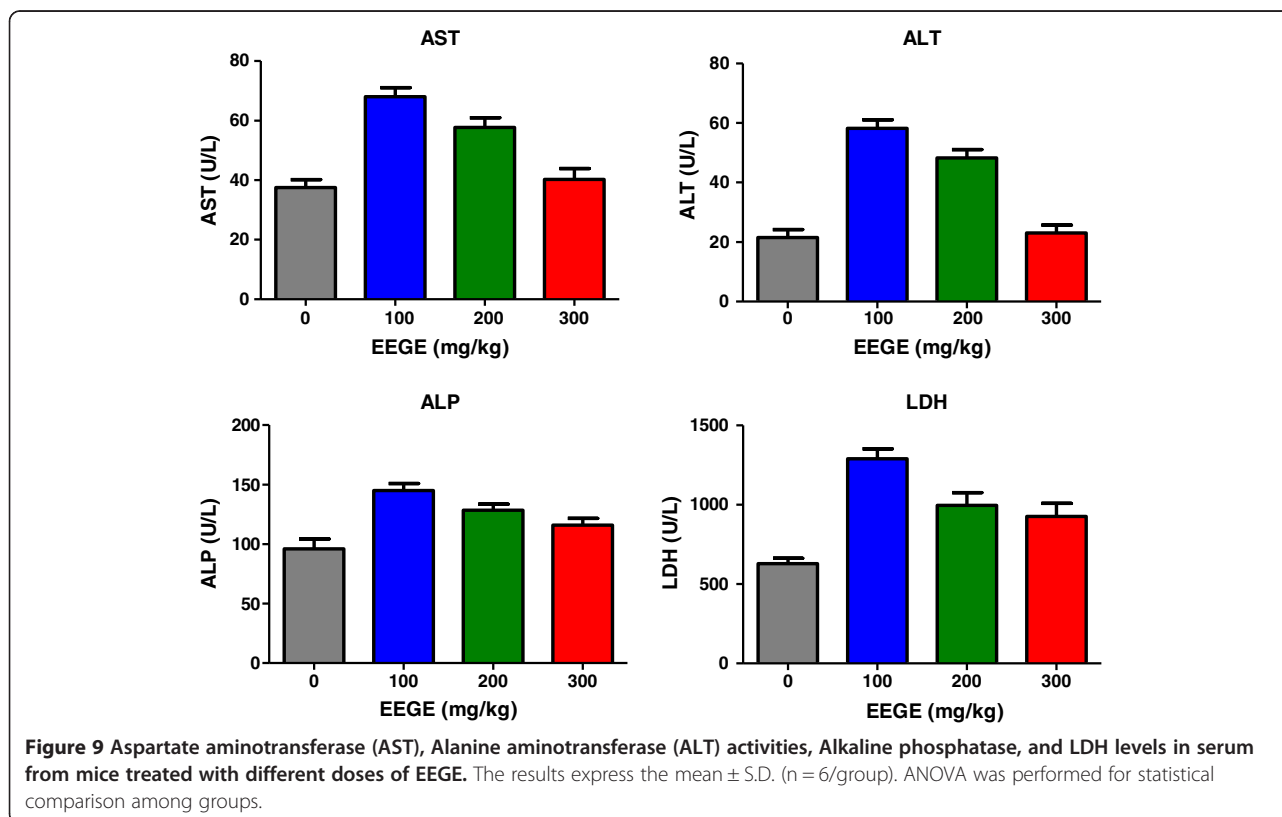 AST
AST (U/L)
80
60
40
20
0
0 100 200 300
EEGE (mg/kg)
ALT
ALT (U/L)
80
60
40
20
0
0 100 200 300
EEGE (mg/kg)
ALP
ALP (U/L)
200
150
100
50
0
0 100 200 300
EEGE (mg/kg)
LDH
LDH (U/L)
1500
1000
500
0
0 100 200 300
EEGE (mg/kg)
Figure 9 Aspartate aminotransferase (AST), Alanine aminotransferase (ALT) activities, Alkaline phosphatase, and LDH levels in serum
from mice treated with different doses of EEGE. The results express the mean ± S.D. (n = 6/group). ANOVA was performed for statistical
comparison among groups.